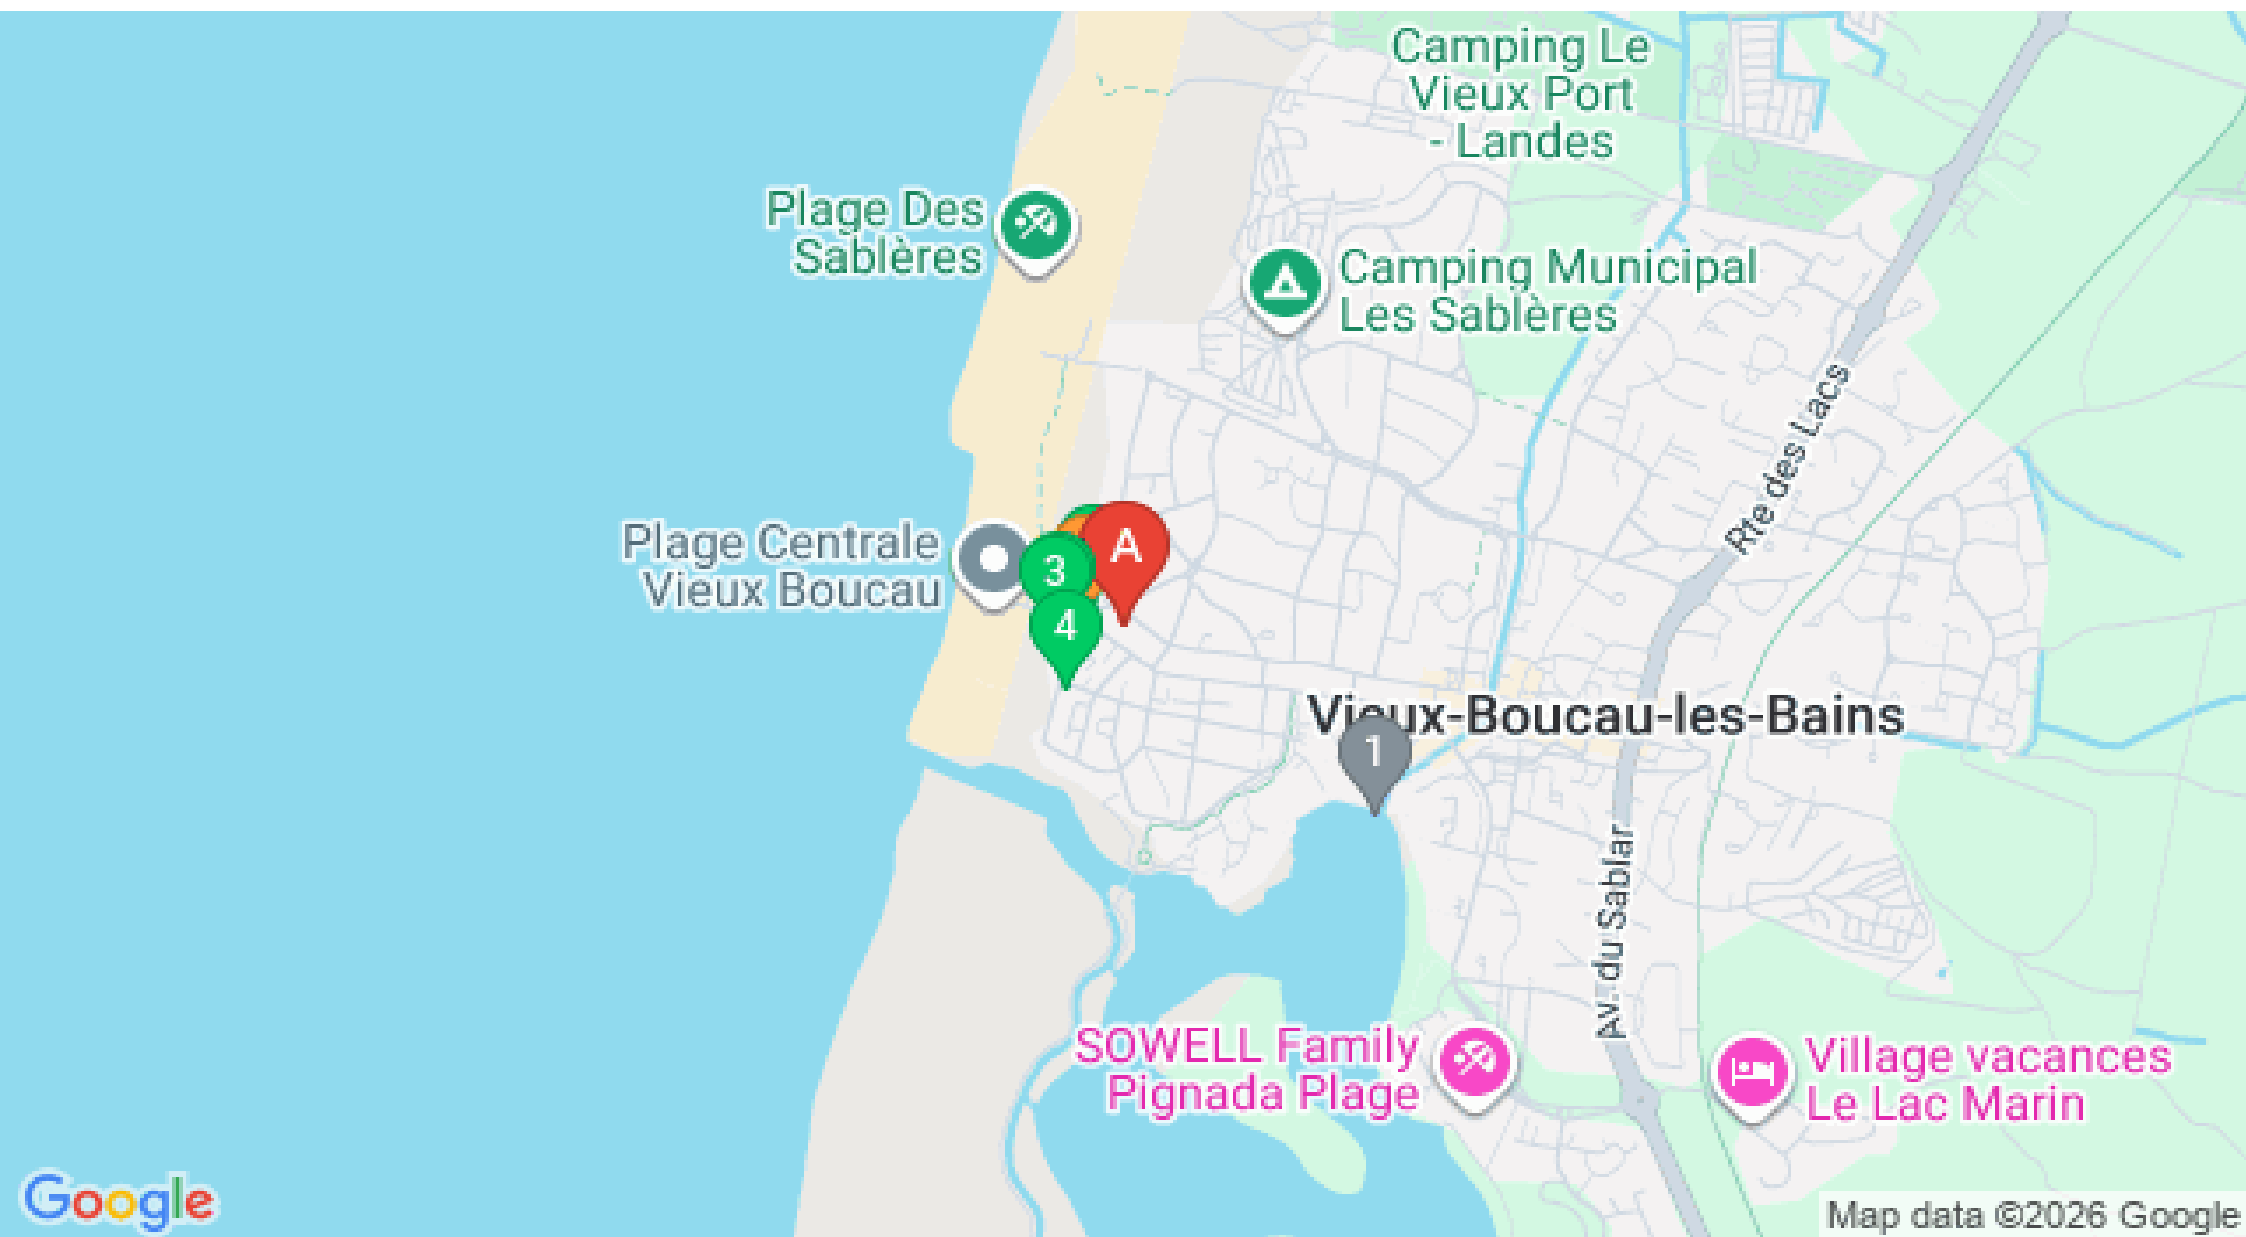 Camping Le
Vieux Port
- Landes
Plage Des
Sablères
Camping Municipal
Les Sablères
Rte des Lacs
Plage Centrale
Vieux Boucau
A
3
4
Vieux-Boucau-les-Bains
1
Av. du Sablar
SOWELL Family
Pignada Plage
Village vacances
Le Lac Marin
Google
Map data ©2026 Google